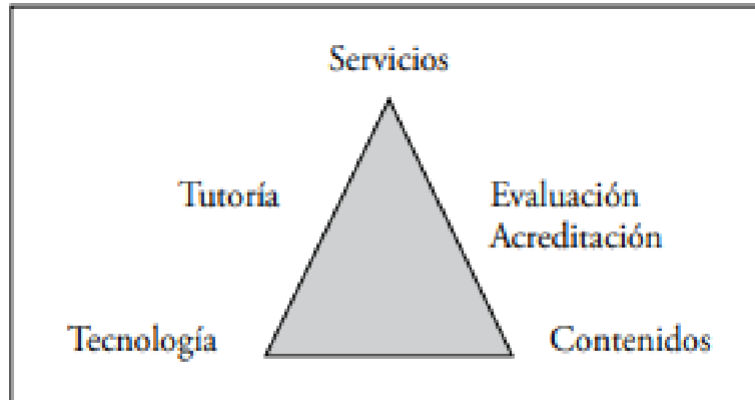 Servicios
Tutoría
Evaluación
Acreditación
Tecnología
Contenidos